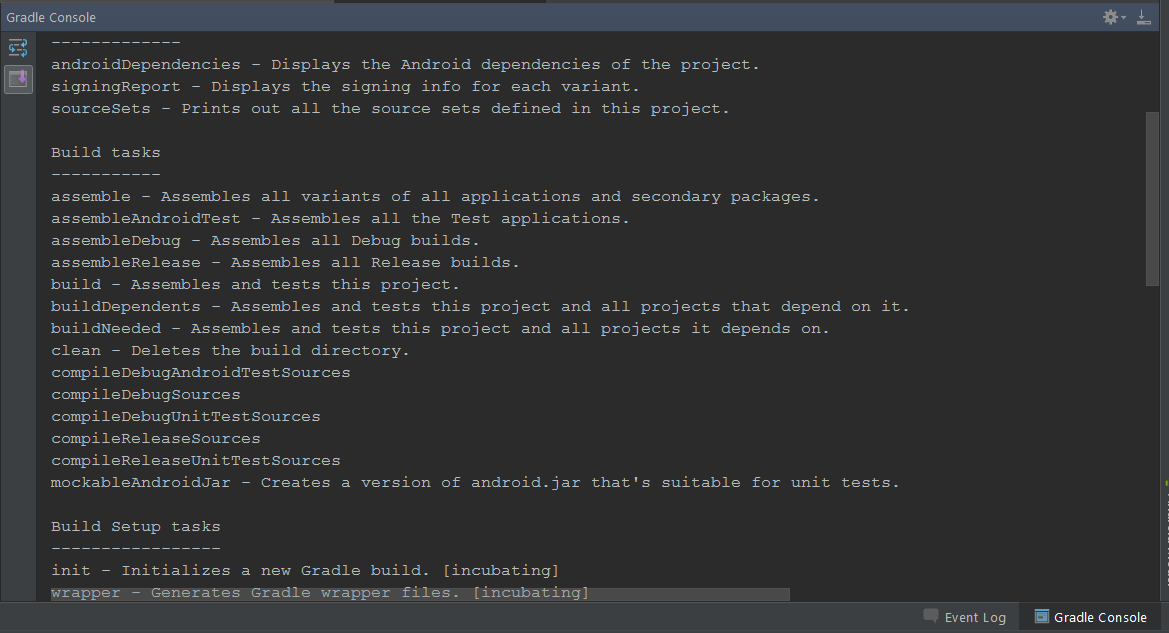 Gradle Console
-------------
androidDependencies - Displays the Android dependencies of the project.
signingReport - Displays the signing info for each variant.
sourceSets - Prints out all the source sets defined in this project.
Build tasks
-----------
assemble - Assembles all variants of all applications and secondary packages.
assembleAndroidTest - Assembles all the Test applications.
assembleDebug - Assembles all Debug builds.
assembleRelease - Assembles all Release builds.
build - Assembles and tests this project.
buildDependents - Assembles and tests this project and all projects that depend on it.
buildNeeded - Assembles and tests this project and all projects it depends on.
clean - Deletes the build directory.
compileDebugAndroidTestSources
compileDebugSources
compileDebugUnitTestSources
compileReleaseSources
compileReleaseUnitTestSources
mockableAndroidJar - Creates a version of android.jar that's suitable for unit tests.
Build Setup tasks
-----------------
init - Initializes a new Gradle build. [incubating]
wrapper - Generates Gradle wrapper files. [incubating]
Event Log
Gradle Console